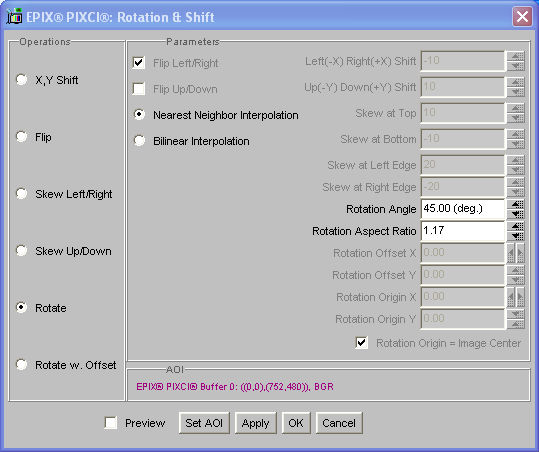 EPIX® PIXCI®: Rotation & Shift
Operations
Parameters
X,Y Shift
Flip
Skew Left/Right
Skew Up/Down
Rotate
Rotate w. Offset
Flip Left/Right
Flip Up/Down
Nearest Neighbor Interpolation
Bilinear Interpolation
Left(-X) Right(+X) Shift -10
Up(-Y) Down(+Y) Shift 10
Skew at Top 10
Skew at Bottom -10
Skew at Left Edge 20
Skew at Right Edge -20
Rotation Angle 45.00 (deg.)
Rotation Aspect Ratio 1.17
Rotation Offset X 0.00
Rotation Offset Y 0.00
Rotation Origin X 0.00
Rotation Origin Y 0.00
Rotation Origin = Image Center
AOI
EPIX® PIXCI® Buffer 0: ((0,0),(752,480)), BGR
Preview Set AOI Apply OK Cancel